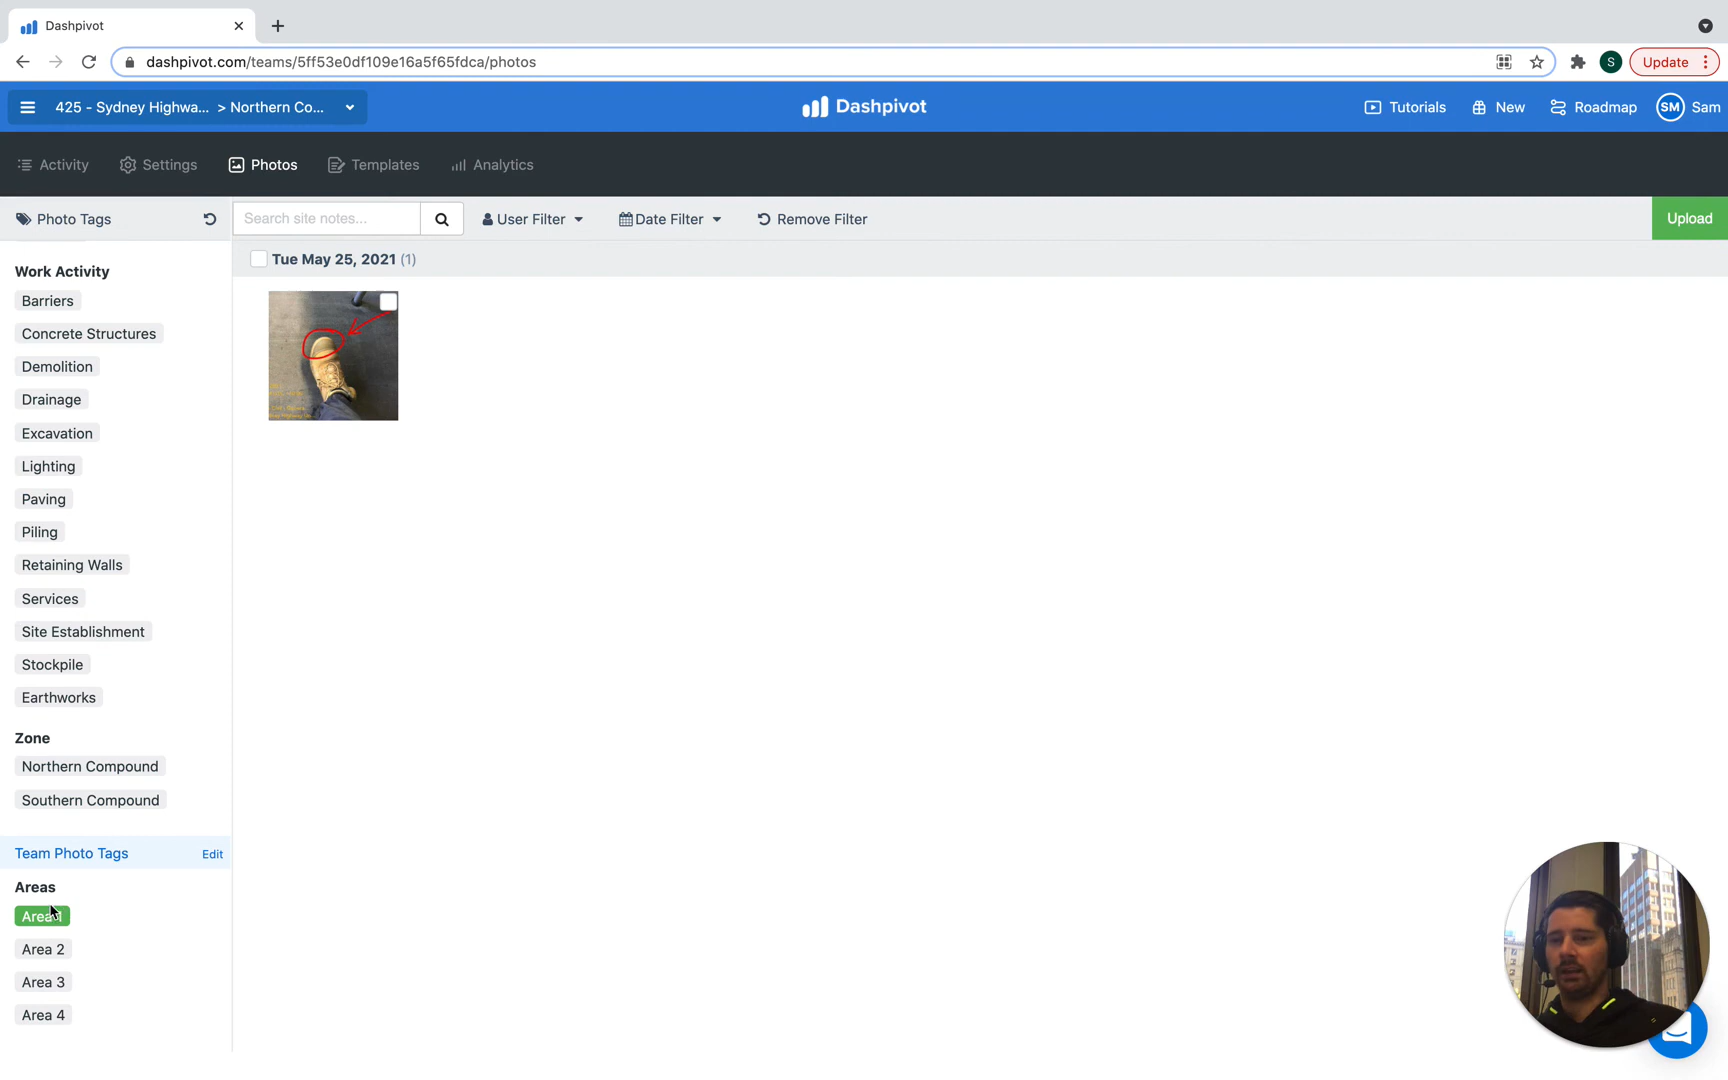 Dashpivot
dashpivot.com/teams/5ff53e0df109e16a5f65fdca/photos
S
Update
425 - Sydney Highwa... > Northern Co...
Dashpivot
Tutorials
New
Roadmap
SM
Sam
Activity
Settings
Photos
Templates
Analytics
Photo Tags
Search site notes...
User Filter
Date Filter
Remove Filter
Upload
Tue May 25, 2021 (1)
Work Activity
Barriers
Concrete Structures
Demolition
Drainage
Excavation
Lighting
Paving
Piling
Retaining Walls
Services
Site Establishment
Stockpile
Earthworks
Zone
Northern Compound
Southern Compound
Team Photo Tags
Edit
Areas
Area 1
Area 2
Area 3
Area 4